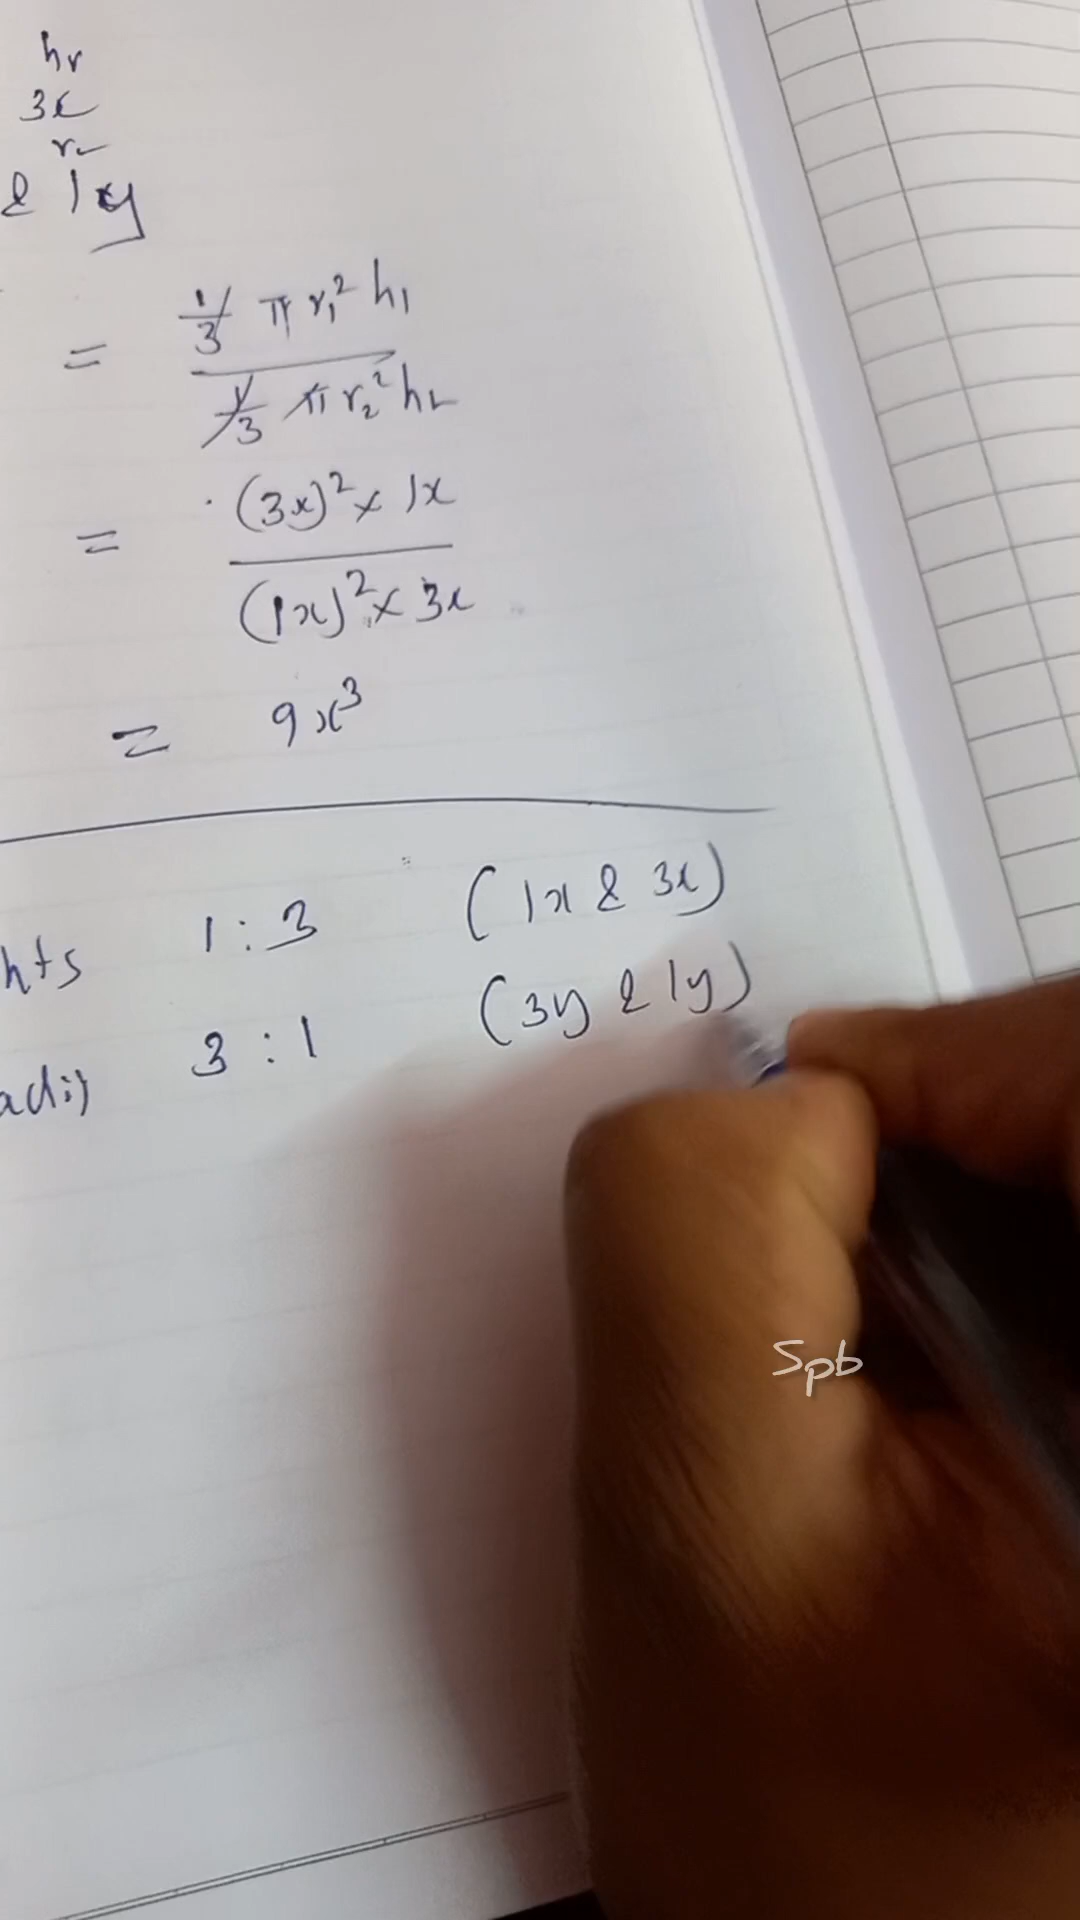 hr
3x
r2
& 1y
= 1/3 π r₁² h₁
1/3 π r₂² h₂
= (3x)² × 1x
(1x)² × 3x
= 9x³
hts 1 : 3 (1x & 3x)
adii 3 : 1 (3y & 1y)
Spb